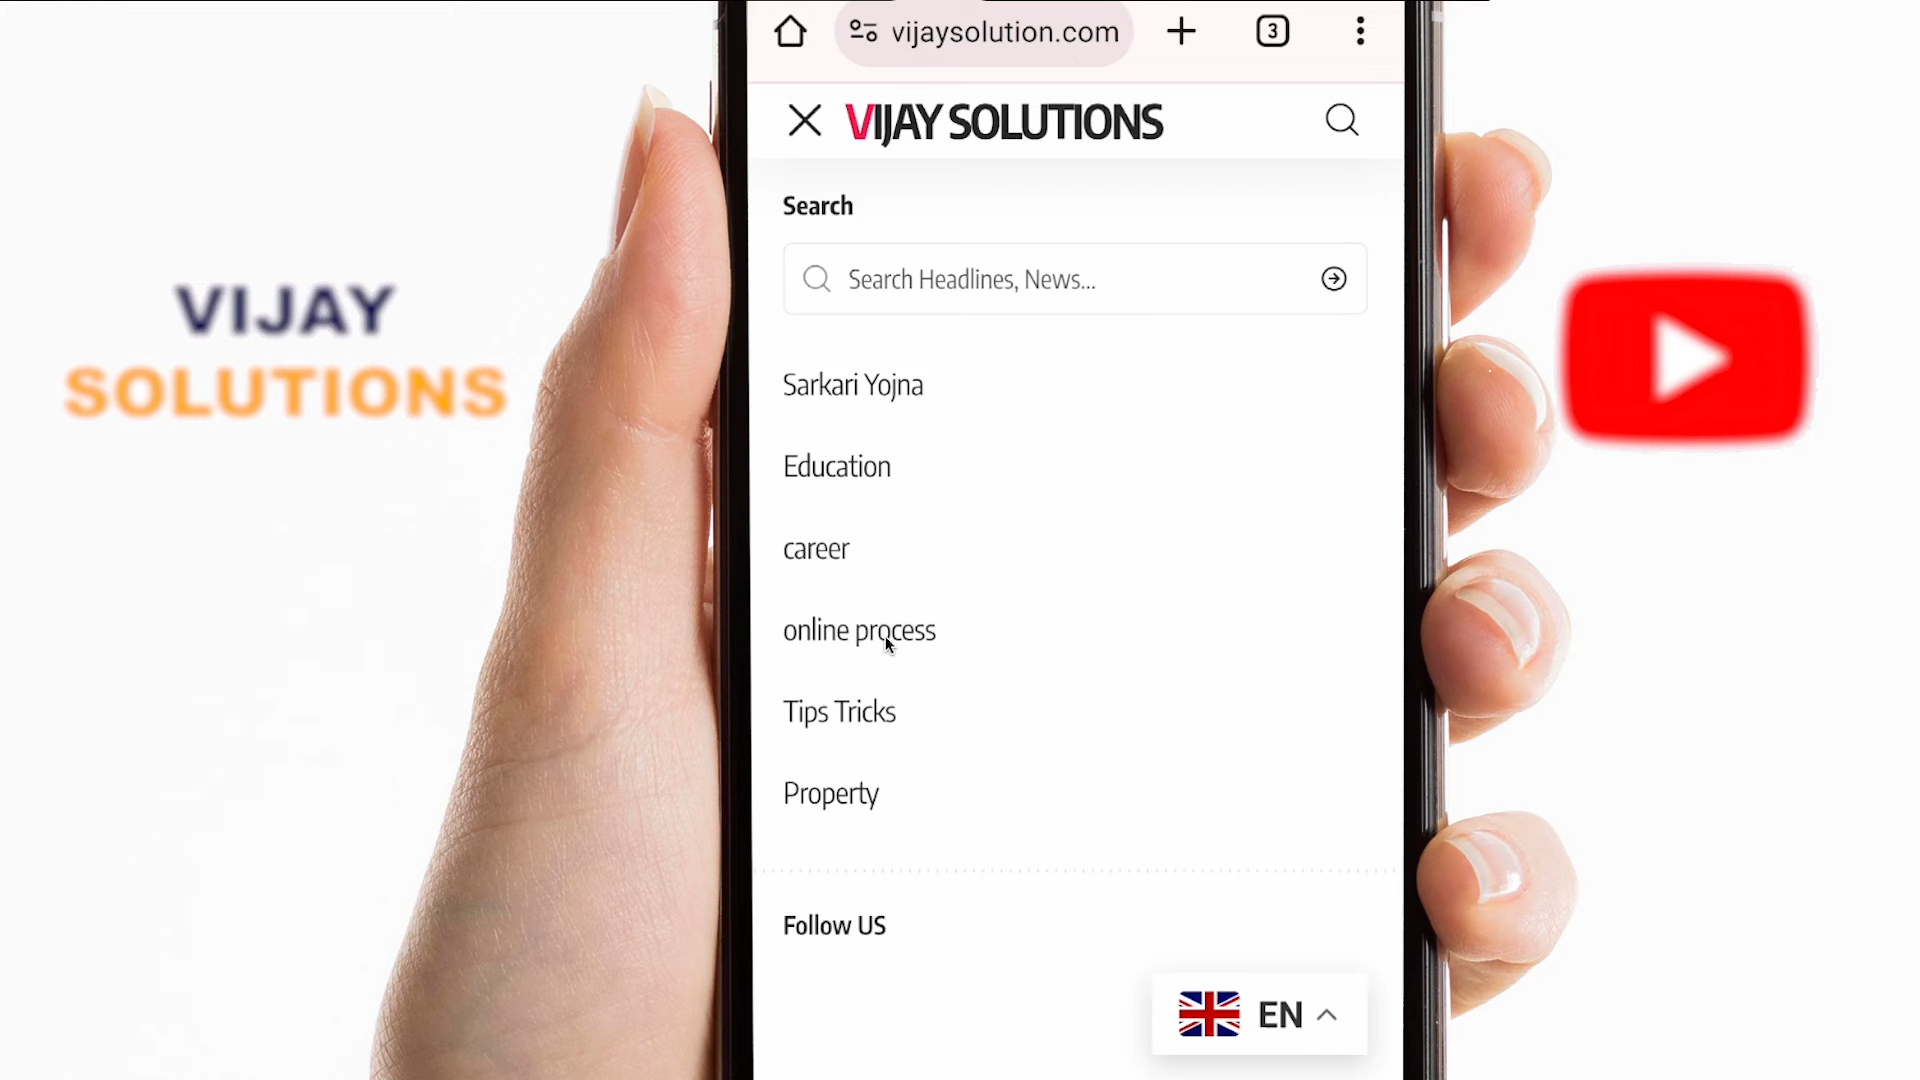 3
vijaysolution.com
VIJAY SOLUTIONS
Search
Search Headlines, News...
Sarkari Yojna
Education
career
online process
Tips Tricks
Property
Follow US
EN
VIJAY
SOLUTIONS